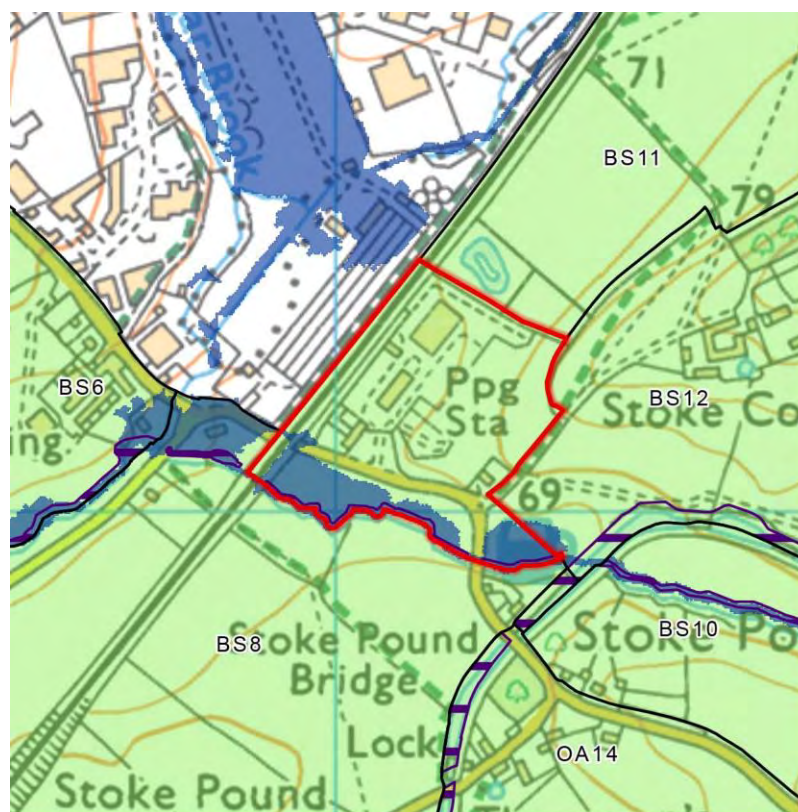 71
BS11
79
Brook
BS6
Ppg
Sta
BS12
Stoke Co
ng.
69
BS8
Stoke Pound
Bridge
Stoke Po
BS10
Lock
OA14
Stoke Pound